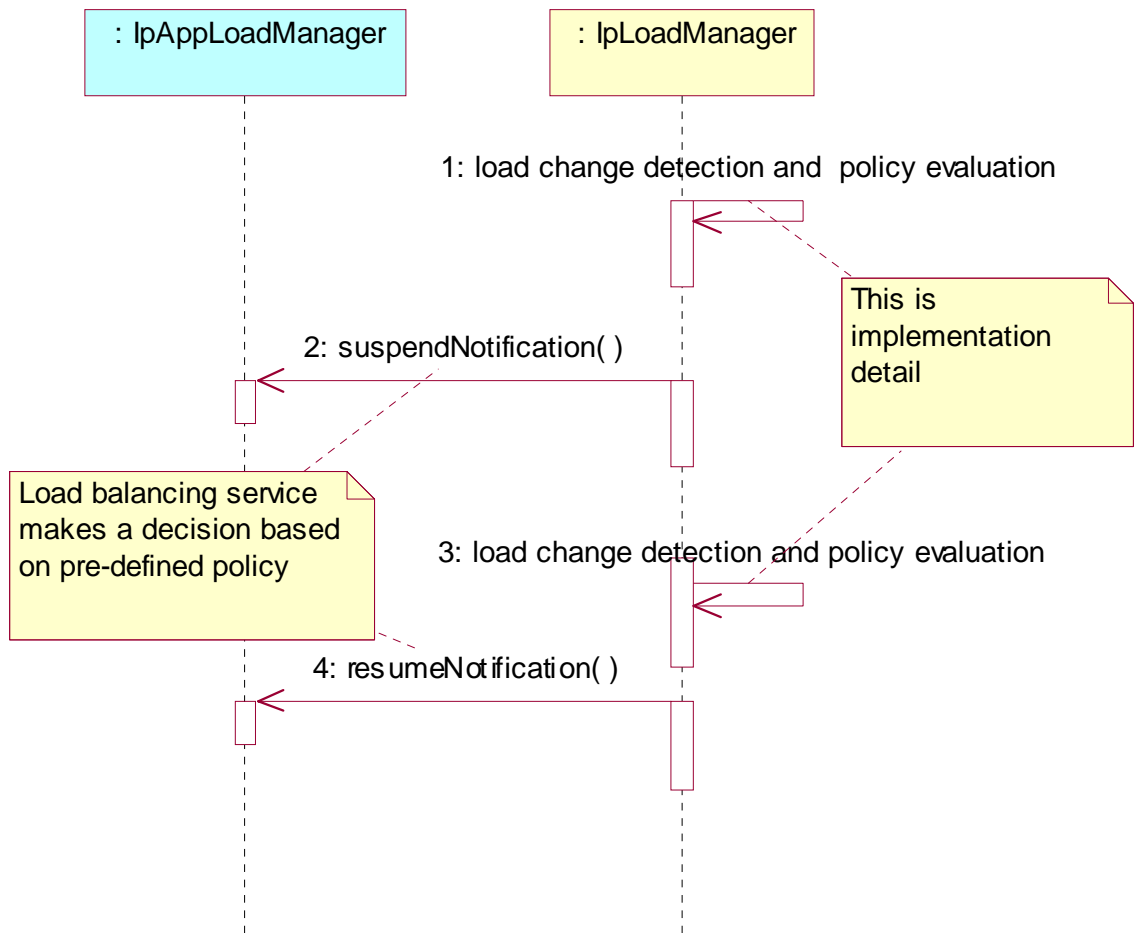 : IpAppLoadManager
: IpLoadManager
1: load change detection and policy evaluation
This is
implementation
detail
2: suspendNotification( )
Load balancing service
makes a decision based
on pre-defined policy
3: load change detection and policy evaluation
4: resumeNotification( )